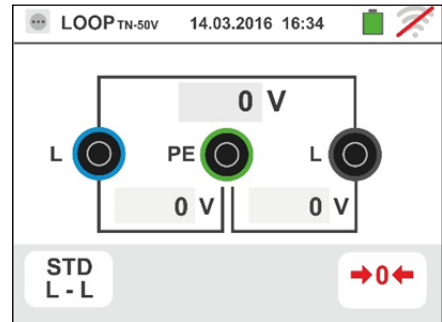 LOOP TN-50V 14.03.2016 16:34
0 V
L PE L
0 V 0 V
STD
L - L
→0←